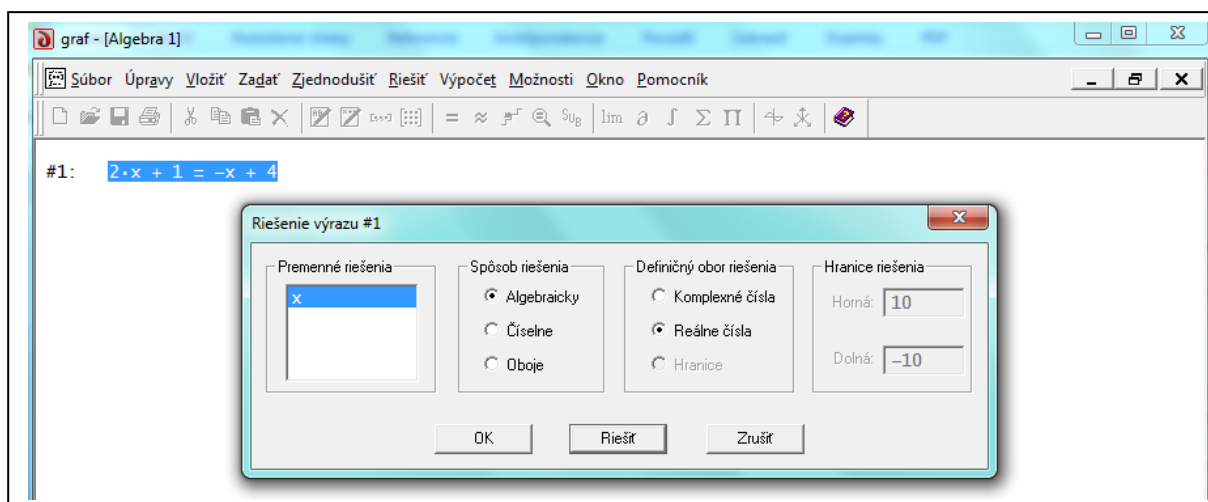 graf - [Algebra 1]
Súbor Úpravy Vložiť Zadať Zjednodušiť Riešiť Výpočet Možnosti Okno Pomocník
= ≈ SUB lim ∂ ∫ Σ Π
#1: 2·x + 1 = −x + 4
Riešenie výrazu #1
Premenné riešenia Spôsob riešenia Definičný obor riešenia Hranice riešenia
x Algebraicky Komplexné čísla Horná: 10
Číselne Reálne čísla
Oboje Hranice Dolná: −10
OK Riešiť Zrušiť